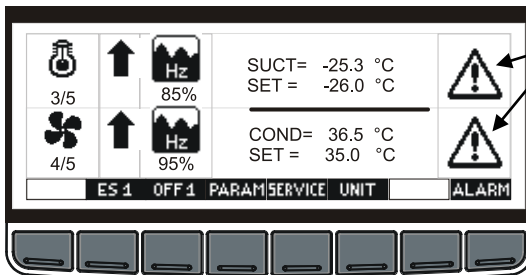 Hz
3/5
85%
SUCT= -25.3 °C
SET = -26.0 °C
Hz
4/5
95%
COND= 36.5 °C
SET = 35.0 °C
ES 1 OFF 1 PARAM SERVICE UNIT ALARM